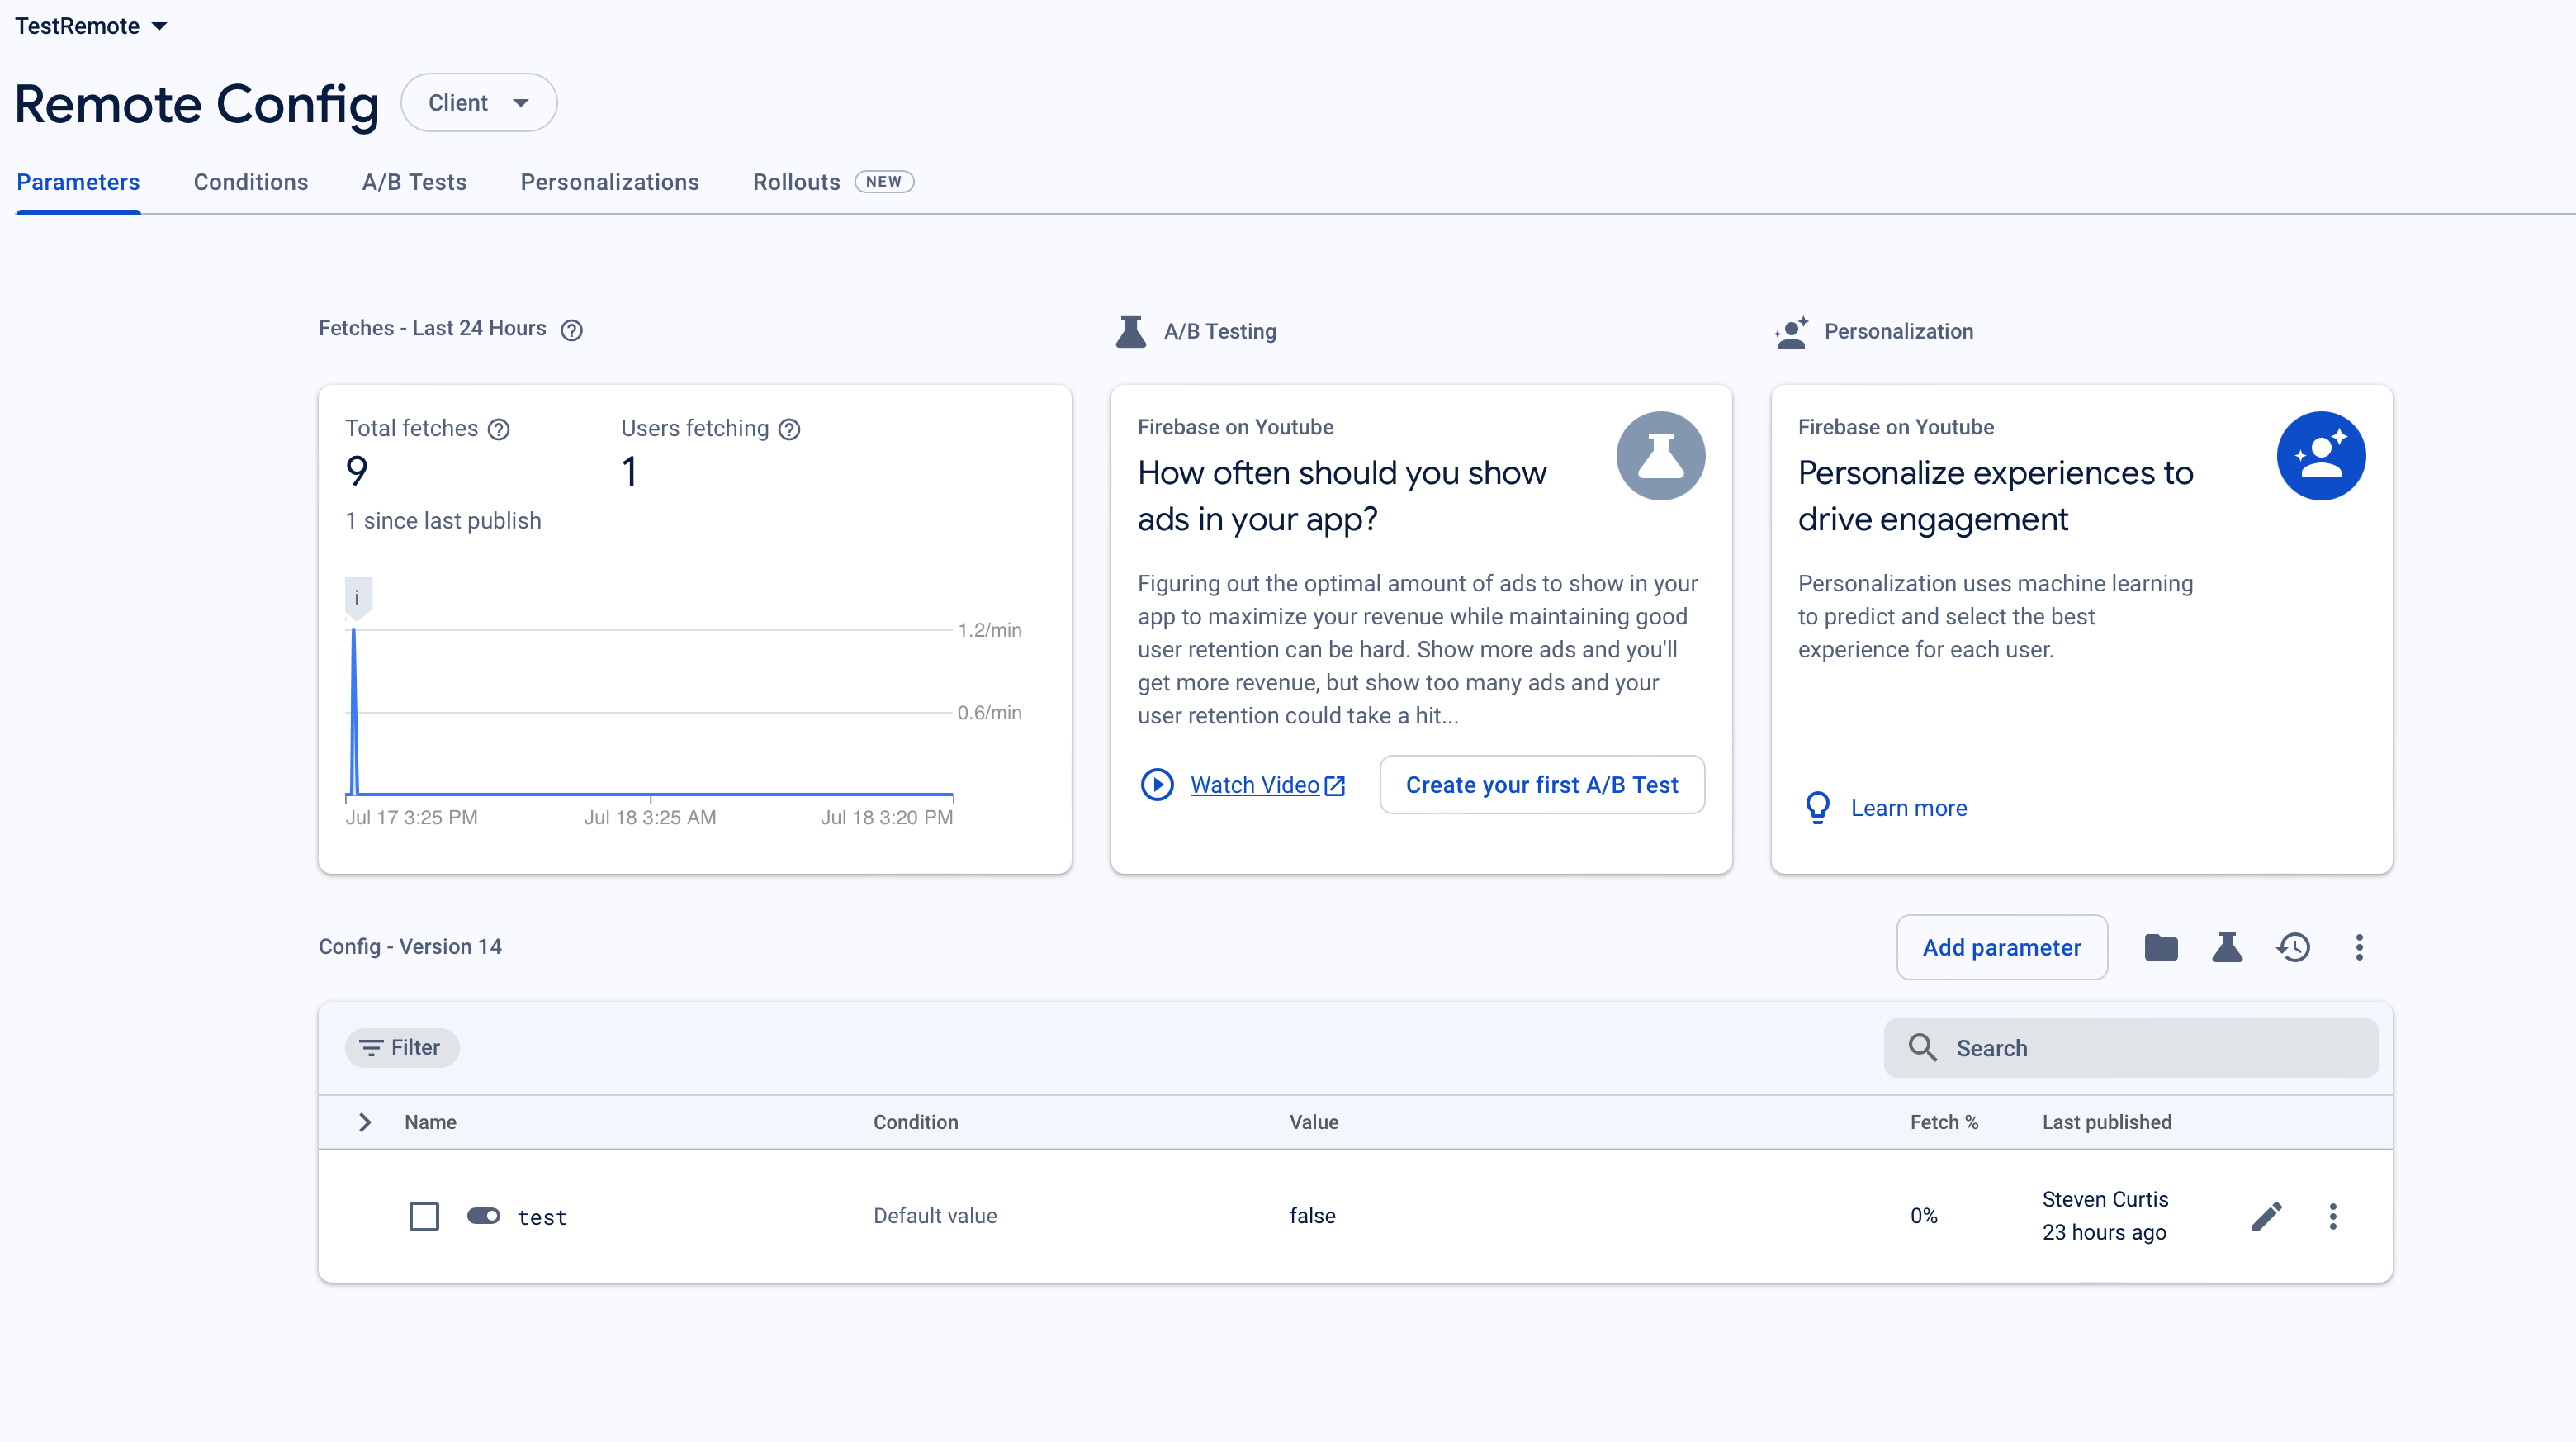 TestRemote
Remote Config
Client
Parameters
Conditions
A/B Tests
Personalizations
Rollouts
NEW
Fetches - Last 24 Hours
Total fetches
9
1 since last publish
Users fetching
1
i
1.2/min
0.6/min
Jul 17 3:25 PM
Jul 18 3:25 AM
Jul 18 3:20 PM
A/B Testing
Firebase on Youtube
How often should you show
ads in your app?
Figuring out the optimal amount of ads to show in your
app to maximize your revenue while maintaining good
user retention can be hard. Show more ads and you'll
get more revenue, but show too many ads and your
user retention could take a hit...
Watch Video
Create your first A/B Test
Personalization
Firebase on Youtube
Personalize experiences to
drive engagement
Personalization uses machine learning
to predict and select the best
experience for each user.
Learn more
Config - Version 14
Add parameter
Filter
Search
Name
Condition
Value
Fetch %
Last published
test
Default value
false
0%
Steven Curtis
23 hours ago